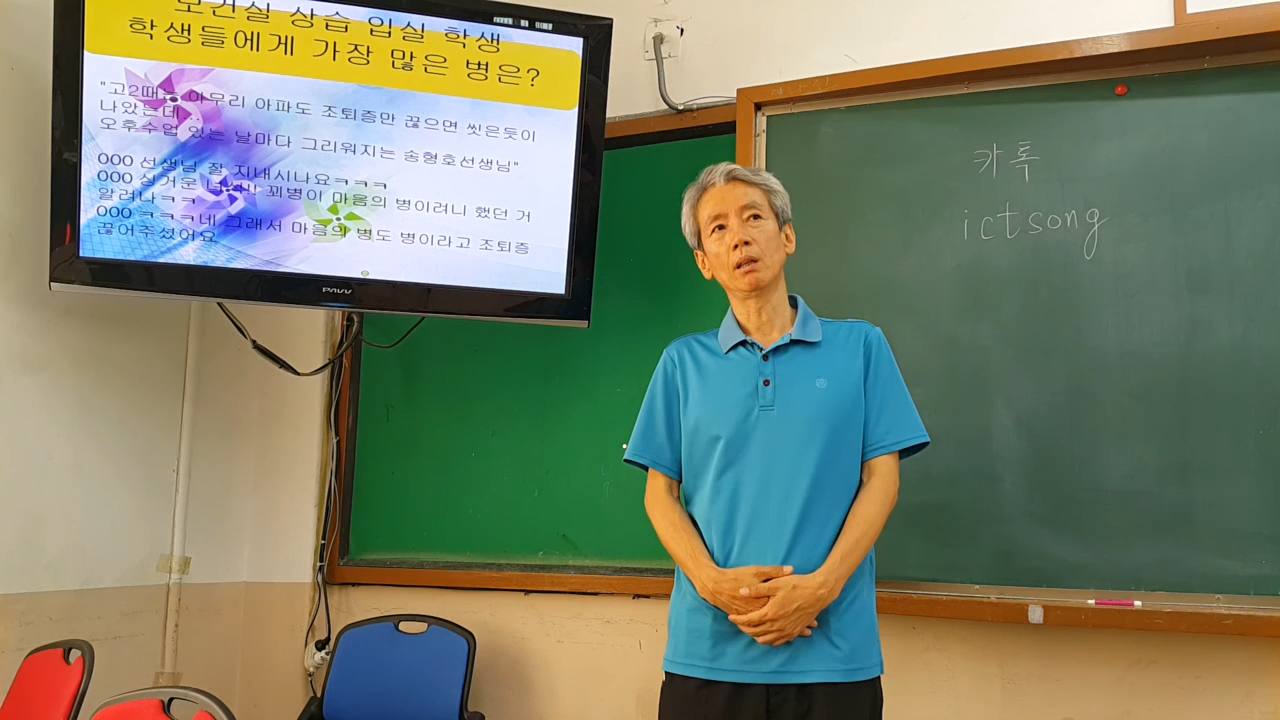 보건실 상습 입실 학생
학생들에게 가장 많은 병은?
"고2때는 아무리 아파도 조퇴증만 끊으면 씻은듯이
나았는데
오후수업 있는 날마다 그리워지는 송형호선생님"
OOO 선생님 잘 지내시나요ㅋㅋㅋ
OOO 싱거운 녀석!! 꾀병이 마음의 병이려니 했던 거
알려나ㅋㅋ
OOO ㅋㅋㅋ네 그래서 마음의 병도 병이라고 조퇴증
끊어주셨어요
카톡
ictsong